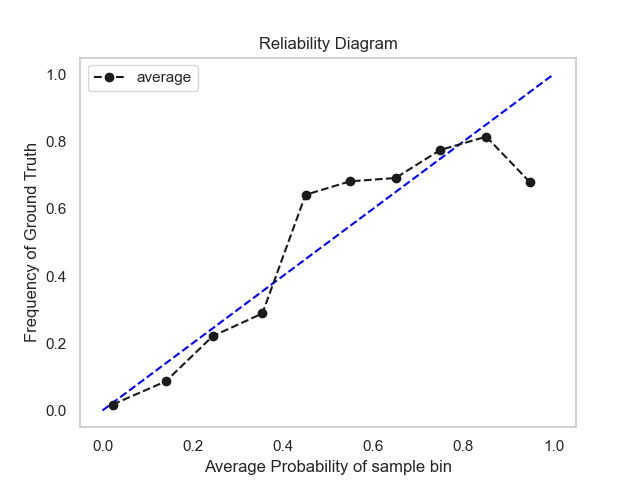 Reliability Diagram
average
Frequency of Ground Truth
1.0
0.8
0.6
0.4
0.2
0.0
0.0 0.2 0.4 0.6 0.8 1.0
Average Probability of sample bin